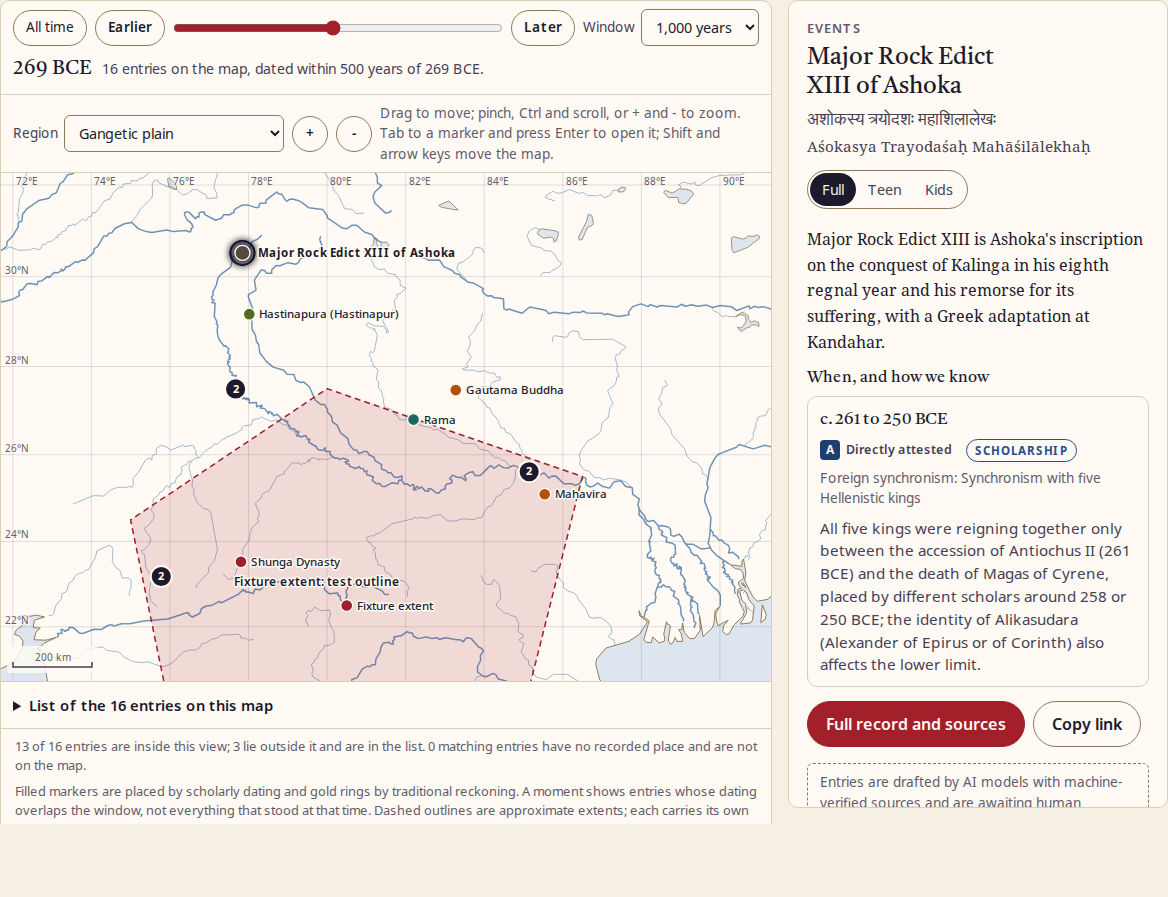 All time
Earlier
Later
Window
1,000 years
269 BCE
16 entries on the map, dated within 500 years of 269 BCE.
Region
Gangetic plain
+
-
Drag to move; pinch, Ctrl and scroll, or + and - to zoom.
Tab to a marker and press Enter to open it; Shift and
arrow keys move the map.
72°E
74°E
76°E
78°E
80°E
82°E
84°E
86°E
88°E
90°E
Major Rock Edict XIII of Ashoka
30°N
Hastinapura (Hastinapur)
28°N
2
Gautama Buddha
Rama
26°N
2
Mahavira
24°N
Shunga Dynasty
2
Fixture extent: test outline
Fixture extent
22°N
200 km
List of the 16 entries on this map
13 of 16 entries are inside this view; 3 lie outside it and are in the list. 0 matching entries have no recorded place and are not
on the map.
Filled markers are placed by scholarly dating and gold rings by traditional reckoning. A moment shows entries whose dating
overlaps the window, not everything that stood at that time. Dashed outlines are approximate extents; each carries its own
EVENTS
Major Rock Edict
XIII of Ashoka
अशोकस्य त्रयोदशः महाशिलालेखः
Aśokasya Trayodaśaḥ Mahāśilālekhaḥ
Full
Teen
Kids
Major Rock Edict XIII is Ashoka's inscription
on the conquest of Kalinga in his eighth
regnal year and his remorse for its
suffering, with a Greek adaptation at
Kandahar.
When, and how we know
c. 261 to 250 BCE
A
Directly attested
SCHOLARSHIP
Foreign synchronism: Synchronism with five
Hellenistic kings
All five kings were reigning together only
between the accession of Antiochus II (261
BCE) and the death of Magas of Cyrene,
placed by different scholars around 258 or
250 BCE; the identity of Alikasudara
(Alexander of Epirus or of Corinth) also
affects the lower limit.
Full record and sources
Copy link
Entries are drafted by AI models with machine-
verified sources and are awaiting human